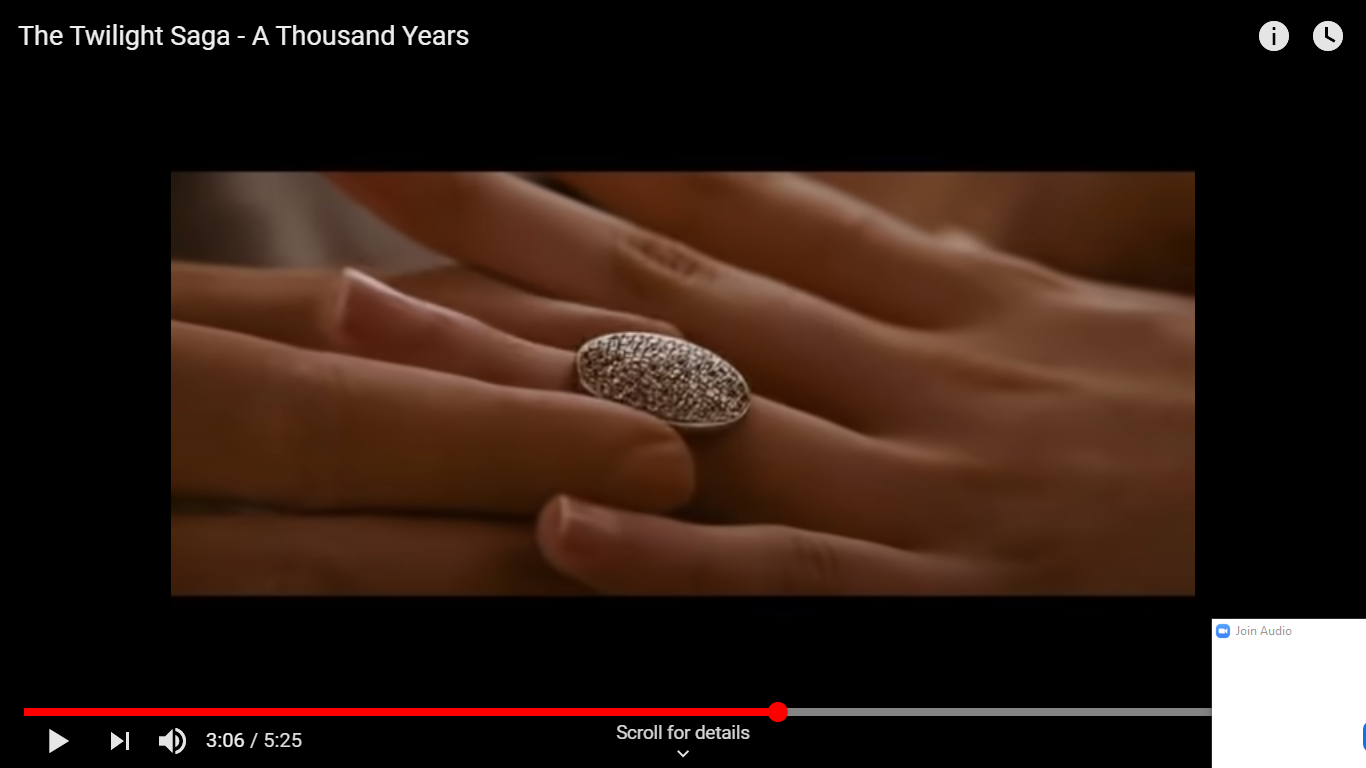 The Twilight Saga - A Thousand Years
Join Audio
3:06 / 5:25
Scroll for details